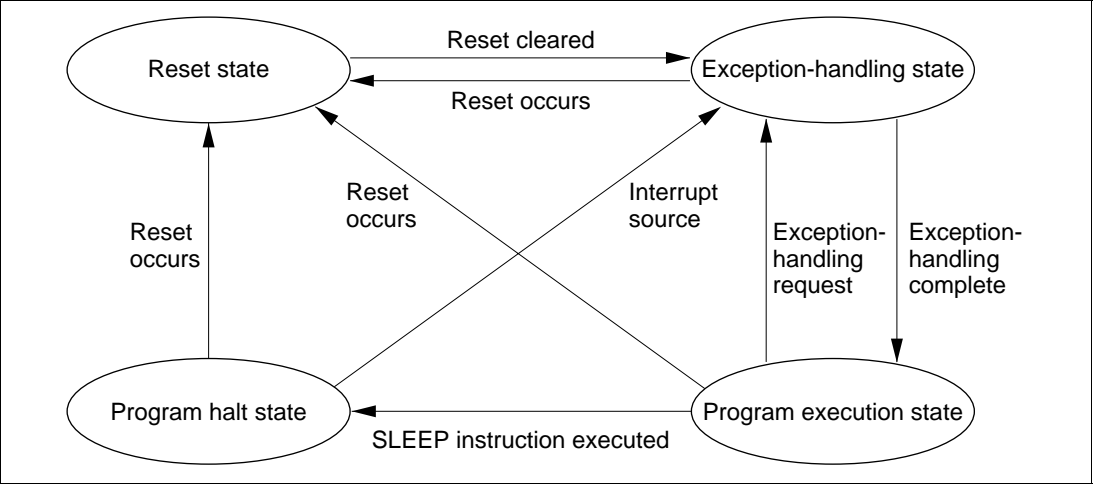 Reset cleared
Reset state
Exception-handling state
Reset occurs
Reset
occurs
Interrupt
source
Reset
occurs
Exception-
handling
request
Exception-
handling
complete
Program halt state
Program execution state
SLEEP instruction executed